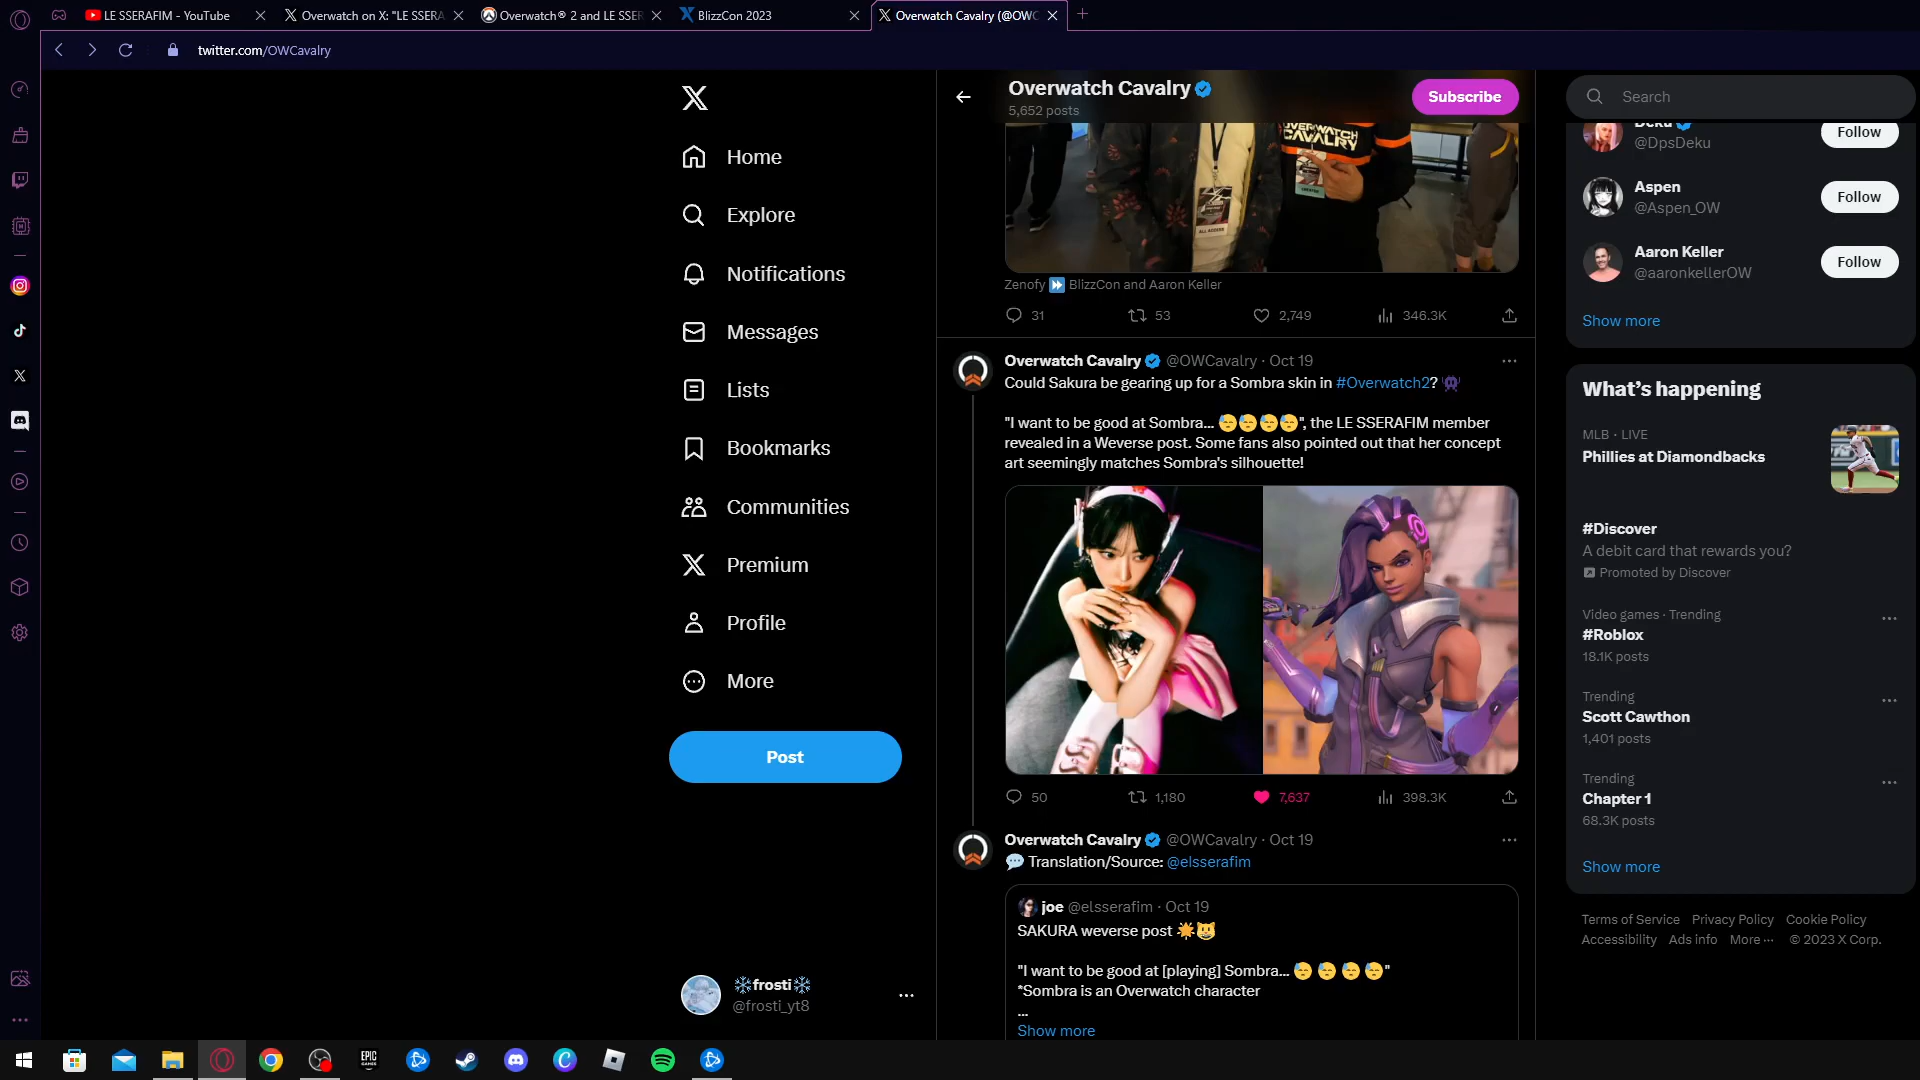 LE SSERAFIM - YouTube
Overwatch on X: "LE SSERA
Overwatch® 2 and LE SSER
BlizzCon 2023
Overwatch Cavalry (@OWC
twitter.com/OWCavalry
Home
Explore
Notifications
Messages
Lists
Bookmarks
Communities
Premium
Profile
More
Post
❄️frosti❄️
@frosti_yt8
Overwatch Cavalry
5,652 posts
Subscribe
OVERWATCH
CAVALRY
ALL ACCESS
Zenofy ⏩ BlizzCon and Aaron Keller
31 53 2,749 346.3K
Overwatch Cavalry @OWCavalry · Oct 19
Could Sakura be gearing up for a Sombra skin in #Overwatch2? 👾
"I want to be good at Sombra... 😓😓😓😓", the LE SSERAFIM member
revealed in a Weverse post. Some fans also pointed out that her concept
art seemingly matches Sombra's silhouette!
50 1,180 7,637 398.3K
Overwatch Cavalry @OWCavalry · Oct 19
💬 Translation/Source: @elsserafim
joe @elsserafim · Oct 19
SAKURA weverse post ☀️😺
"I want to be good at [playing] Sombra... 😓 😓 😓 😓"
*Sombra is an Overwatch character
...
Show more
Search
Deku
@DpsDeku
Follow
Aspen
@Aspen_OW
Follow
Aaron Keller
@aaronkellerOW
Follow
Show more
What's happening
MLB · LIVE
Phillies at Diamondbacks
#Discover
A debit card that rewards you?
Promoted by Discover
Video games · Trending
#Roblox
18.1K posts
Trending
Scott Cawthon
1,401 posts
Trending
Chapter 1
68.3K posts
Show more
Terms of Service Privacy Policy Cookie Policy
Accessibility Ads info More ··· © 2023 X Corp.
EPIC
GAMES